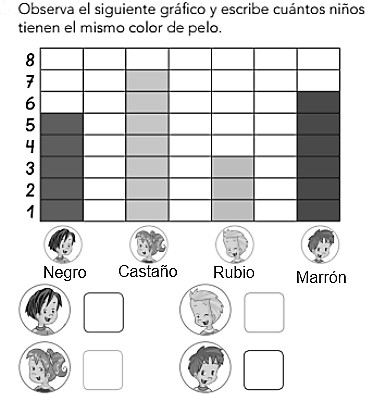 Observa el siguiente gráfico y escribe cuántos niños
tienen el mismo color de pelo.
8
7
6
5
4
3
2
1
Negro Castaño Rubio Marrón